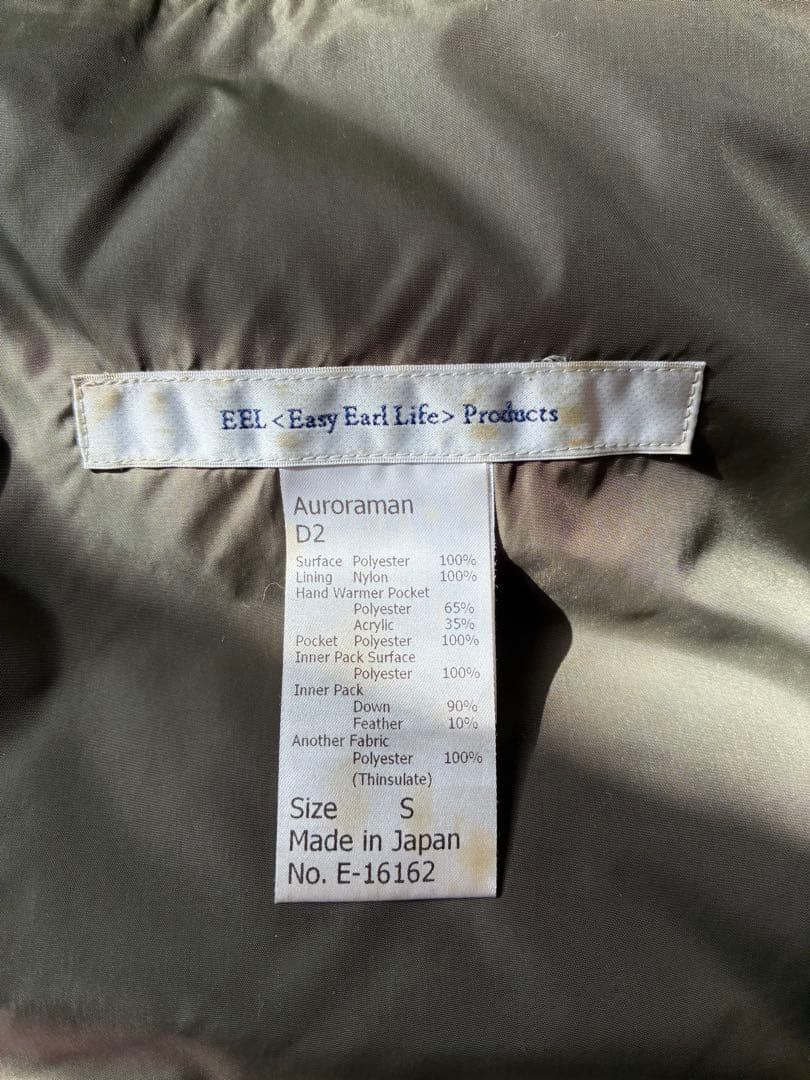 EEL <Easy Earl Life> Products
Auroraman
D2
Surface Polyester 100%
Lining Nylon 100%
Hand Warmer Pocket
Polyester 65%
Acrylic 35%
Pocket Polyester 100%
Inner Pack Surface
Polyester 100%
Inner Pack
Down 90%
Feather 10%
Another Fabric
Polyester 100%
(Thinsulate)
Size S
Made in Japan
No. E-16162